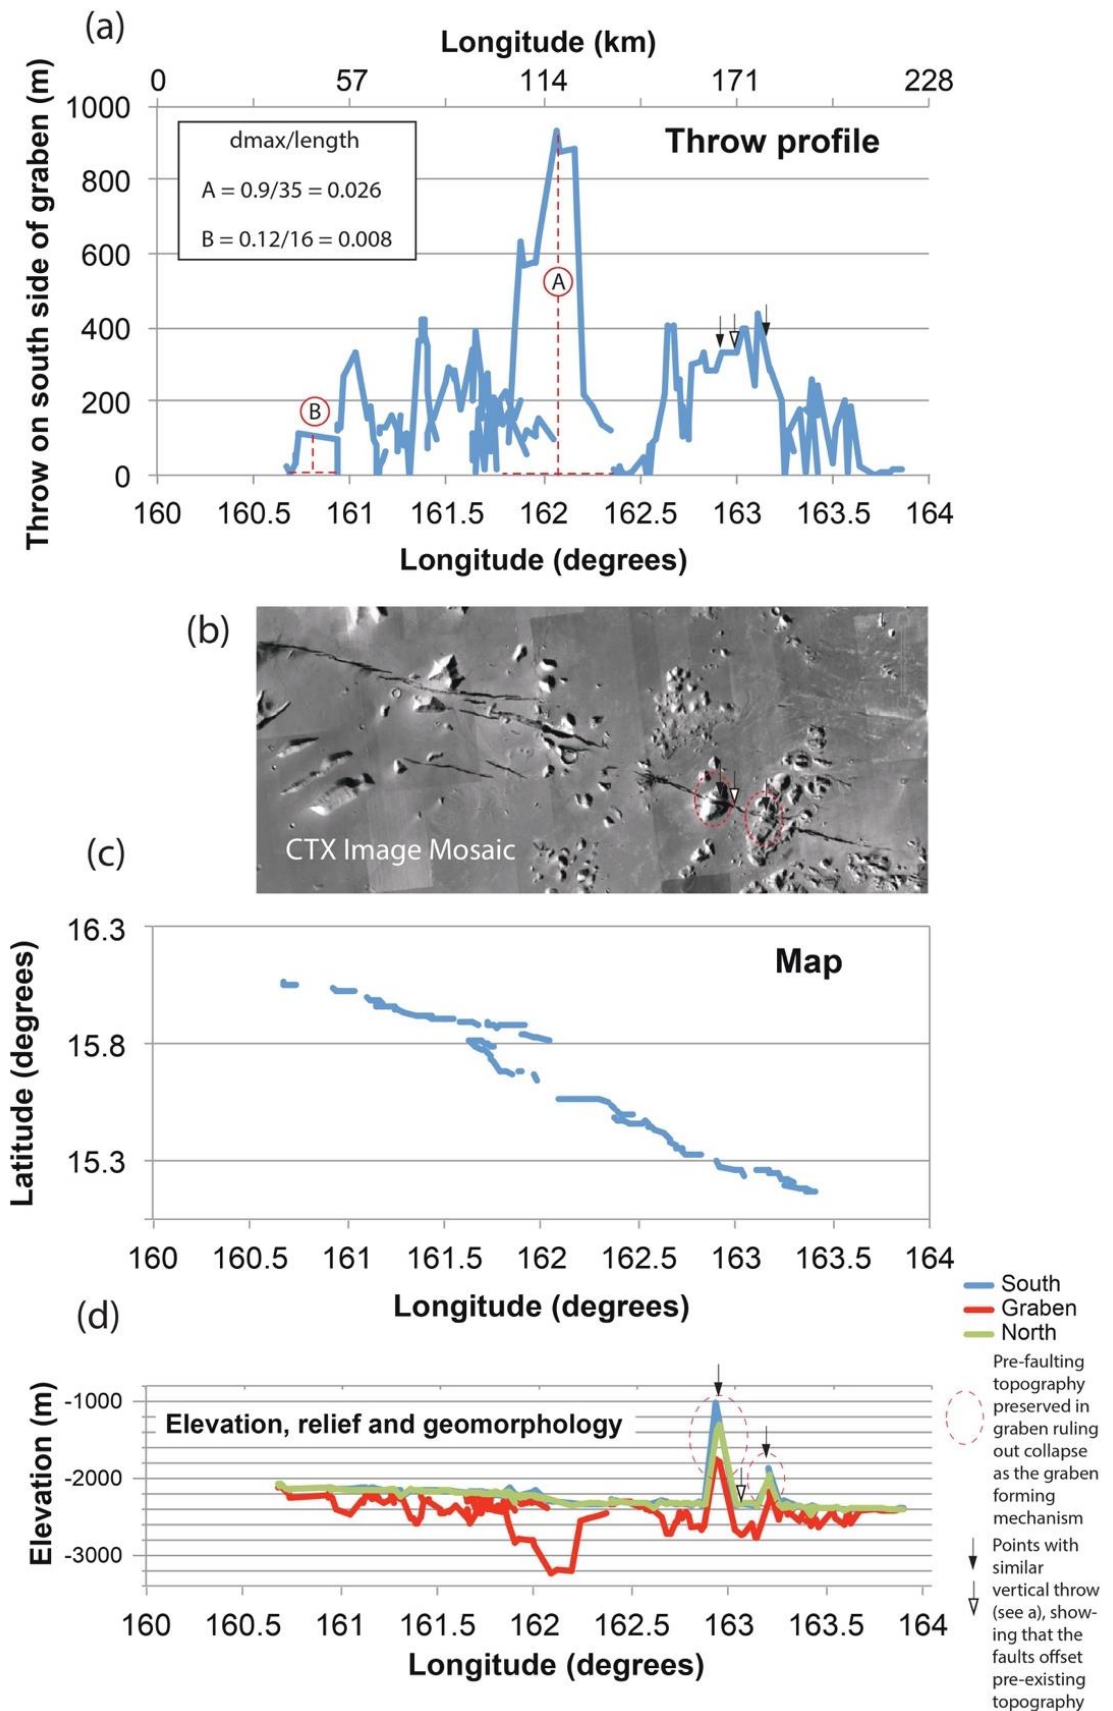 (a)
Longitude (km)
0 57 114 171 228
Throw on south side of graben (m)
1000
800
600
400
200
0
Throw profile
dmax/length
A = 0.9/35 = 0.026
B = 0.12/16 = 0.008
A
B
160 160.5 161 161.5 162 162.5 163 163.5 164
Longitude (degrees)
(b)
CTX Image Mosaic
(c)
Map
Latitude (degrees)
16.3
15.8
15.3
160 160.5 161 161.5 162 162.5 163 163.5 164
Longitude (degrees)
(d)
Elevation (m)
-1000
-2000
-3000
Elevation, relief and geomorphology
160 160.5 161 161.5 162 162.5 163 163.5 164
Longitude (degrees)
South
Graben
North
Pre-faulting
topography
preserved in
graben ruling
out collapse
as the graben
forming
mechanism
Points with
similar
vertical throw
(see a), show-
ing that the
faults offset
pre-existing
topography